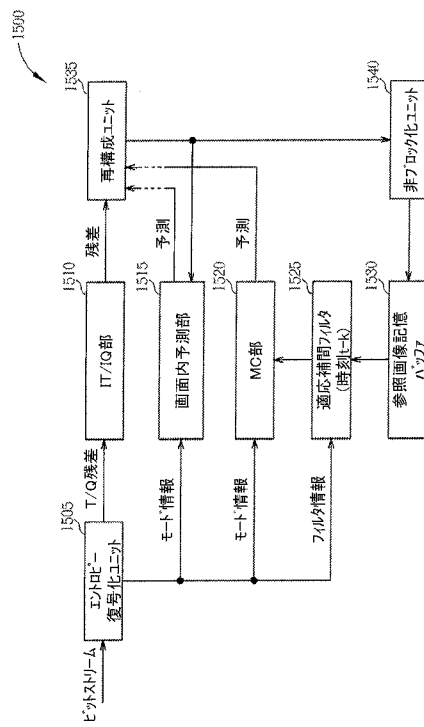 1500
ビットストリーム
1505
エントロピー
復号化ユニット
T/Q残差
モード情報
モード情報
フィルタ情報
1510
IT/IQ部
1515
画面内予測部
1520
MC部
1525
適応補間フィルタ
(時刻t-k)
1530
参照画像記憶
バッファ
残差
予測
予測
1535
再構成ユニット
1540
非ブロック化ユニット